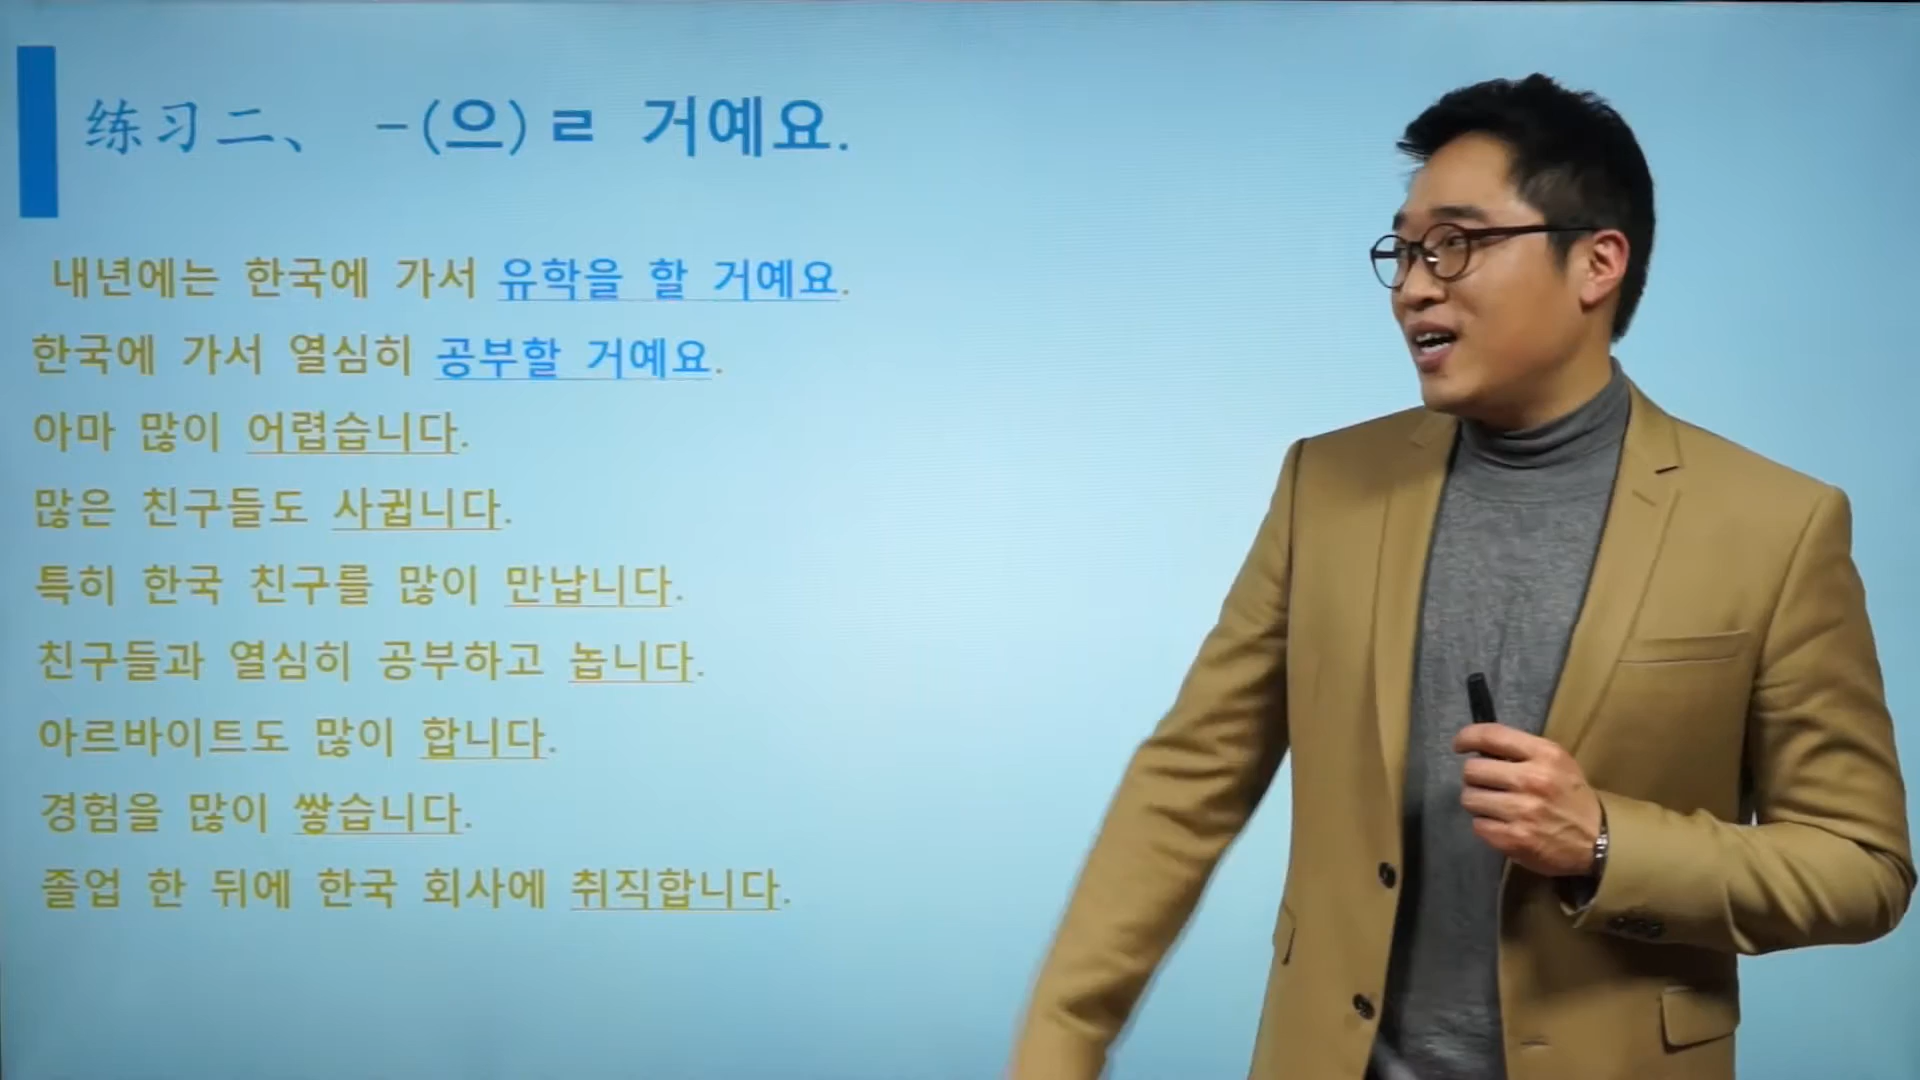 练习二、 -(으)ㄹ 거예요.
내년에는 한국에 가서 유학을 할 거예요.
한국에 가서 열심히 공부할 거예요.
아마 많이 어렵습니다.
많은 친구들도 사귑니다.
특히 한국 친구를 많이 만납니다.
친구들과 열심히 공부하고 놉니다.
아르바이트도 많이 합니다.
경험을 많이 쌓습니다.
졸업 한 뒤에 한국 회사에 취직합니다.